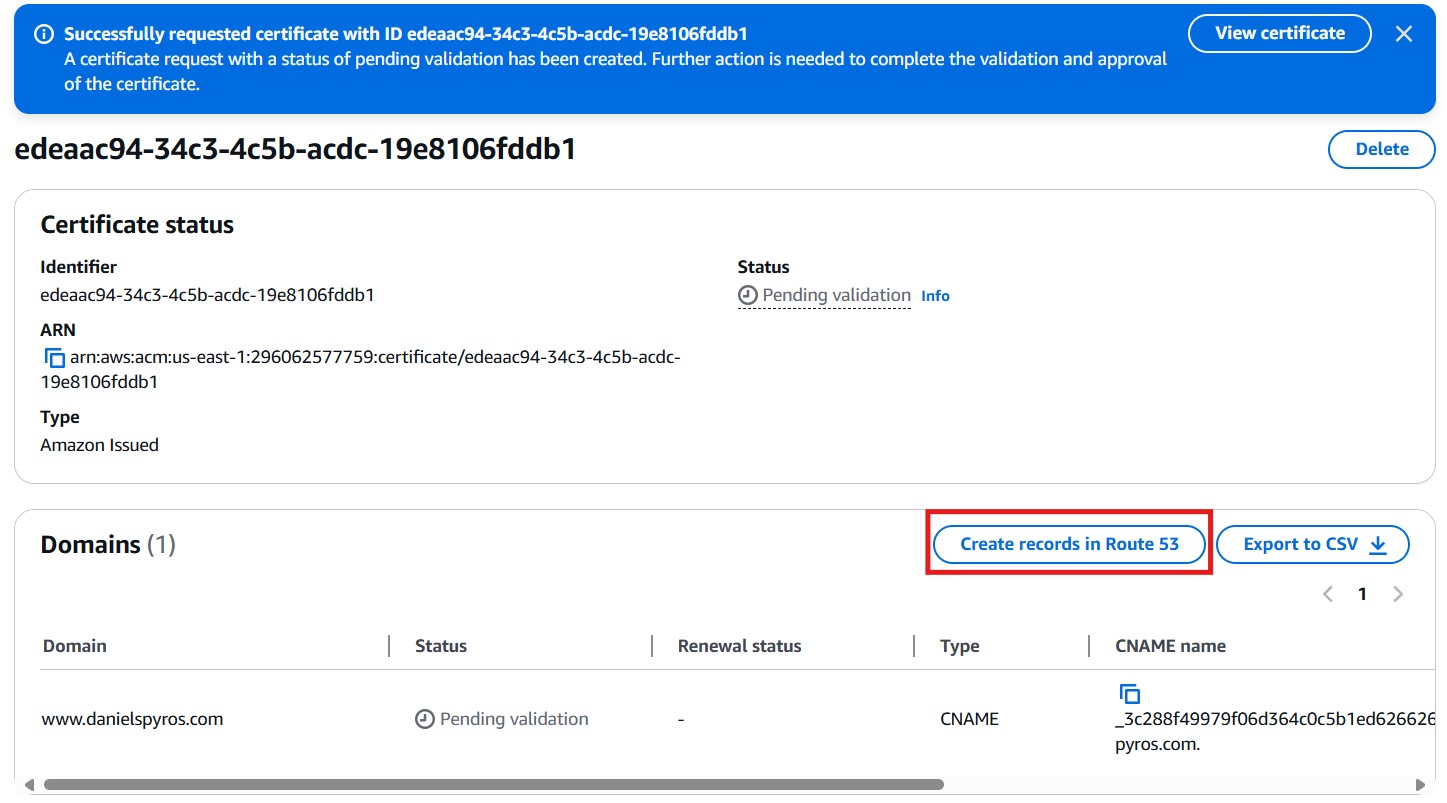 Successfully requested certificate with ID edeaac94-34c3-4c5b-acdc-19e8106fddb1
A certificate request with a status of pending validation has been created. Further action is needed to complete the validation and approval
of the certificate.
View certificate
edeaac94-34c3-4c5b-acdc-19e8106fddb1
Delete
Certificate status
Identifier
edeaac94-34c3-4c5b-acdc-19e8106fddb1
Status
Pending validation Info
ARN
arn:aws:acm:us-east-1:296062577759:certificate/edeaac94-34c3-4c5b-acdc-
19e8106fddb1
Type
Amazon Issued
Domains (1)
Create records in Route 53
Export to CSV
1
Domain Status Renewal status Type CNAME name
www.danielspyros.com Pending validation - CNAME
_3c288f49979f06d364c0c5b1ed626626
pyros.com.